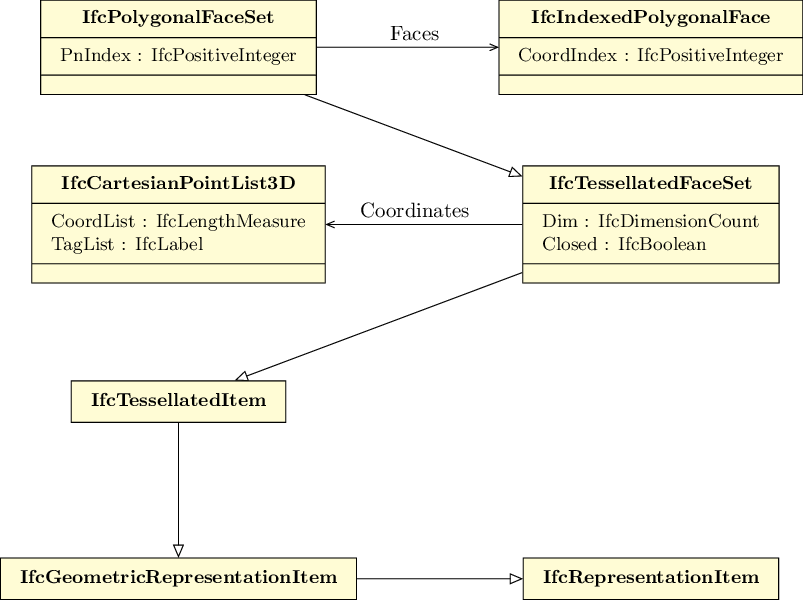 IfcPolygonalFaceSet
PnIndex : IfcPositiveInteger
Faces
IfcIndexedPolygonalFace
CoordIndex : IfcPositiveInteger
IfcCartesianPointList3D
CoordList : IfcLengthMeasure
TagList : IfcLabel
Coordinates
IfcTessellatedFaceSet
Dim : IfcDimensionCount
Closed : IfcBoolean
IfcTessellatedItem
IfcGeometricRepresentationItem
IfcRepresentationItem